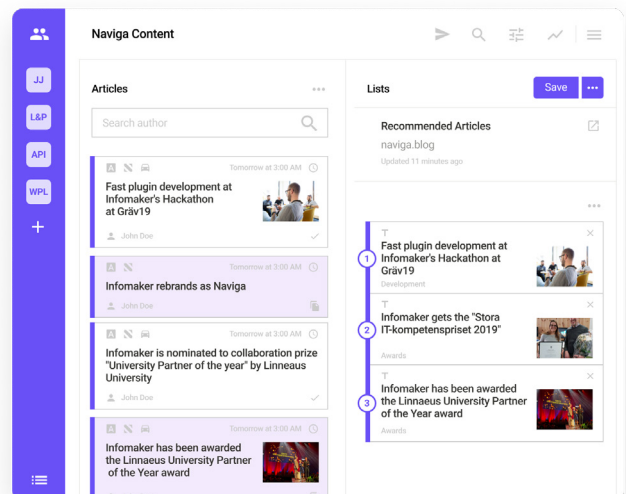 Naviga Content
JJ
L&P
API
WPL
Articles
Search author
Tomorrow at 3:00 AM
Fast plugin development at
Infomaker's Hackathon
at Gräv19
John Doe
Tomorrow at 3:00 AM
Infomaker rebrands as Naviga
John Doe
Tomorrow at 3:00 AM
Infomaker is nominated to collaboration prize
"University Partner of the year" by Linneaus
University
John Doe
Tomorrow at 3:00 AM
Infomaker has been awarded
the Linnaeus University Partner
of the Year award
Lists
Save
Recommended Articles
naviga.blog
Updated 11 minutes ago
1
Fast plugin development at
Infomaker's Hackathon at
Gräv19
Development
2
Infomaker gets the "Stora
IT-kompetenspriset 2019"
Awards
3
Infomaker has been awarded
the Linnaeus University Partner
of the Year award
Awards